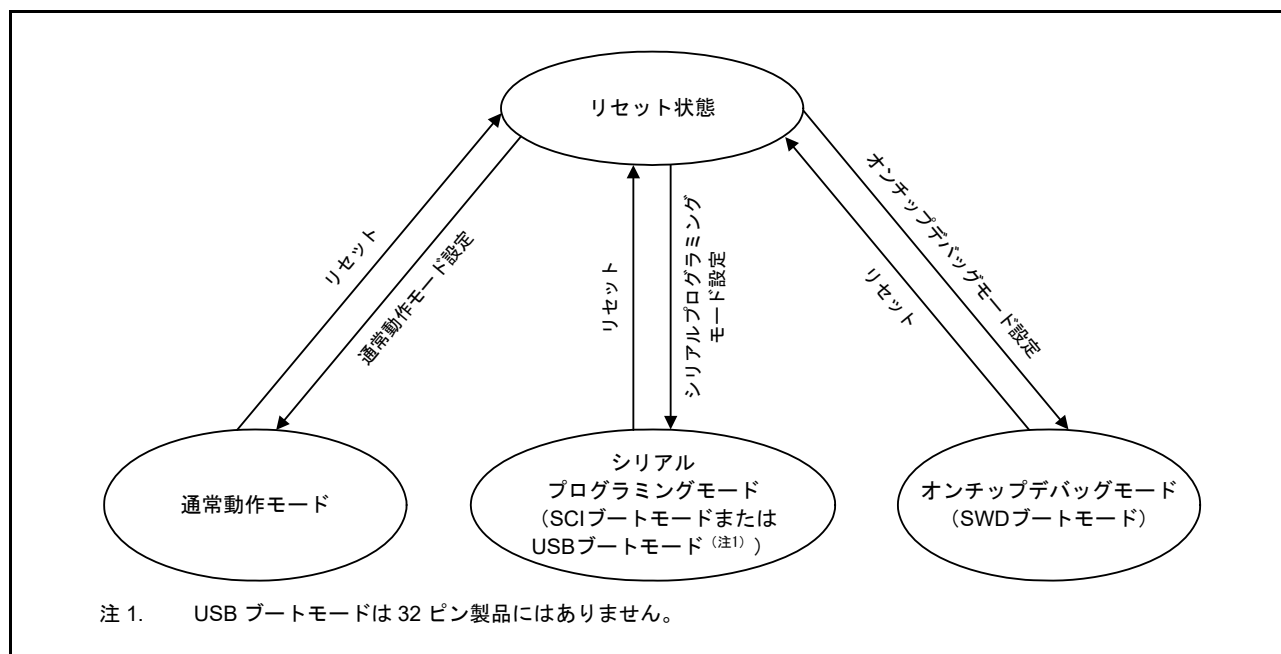 リセット状態
リセット
通常動作モード設定
リセット
シリアルプログラミング
モード設定
オンチップデバッグモード設定
リセット
通常動作モード
シリアル
プログラミングモード
（SCIブートモードまたは
USBブートモード（注1））
オンチップデバッグモード
（SWDブートモード）
注 1. USB ブートモードは 32 ピン製品にはありません。